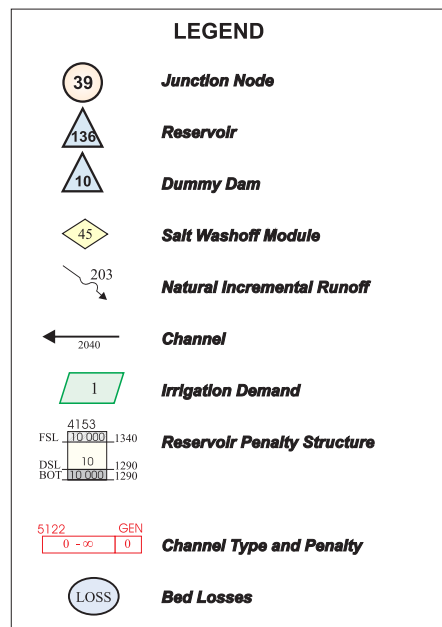 LEGEND
39 Junction Node
136 Reservoir
10 Dummy Dam
45 Salt Washoff Module
203 Natural Incremental Runoff
2040 Channel
1 Irrigation Demand
4153
FSL 10 000 1340 Reservoir Penalty Structure
DSL 10 1290
BOT 10 000 1290
5122 GEN
0 - ∞ 0 Channel Type and Penalty
LOSS Bed Losses